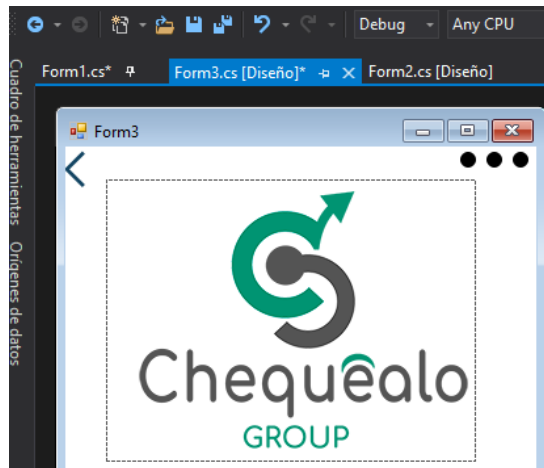 Debug Any CPU
Form1.cs* Form3.cs [Diseño]* Form2.cs [Diseño]
Cuadro de herramientas
Orígenes de datos
Form3
Chequêalo
GROUP